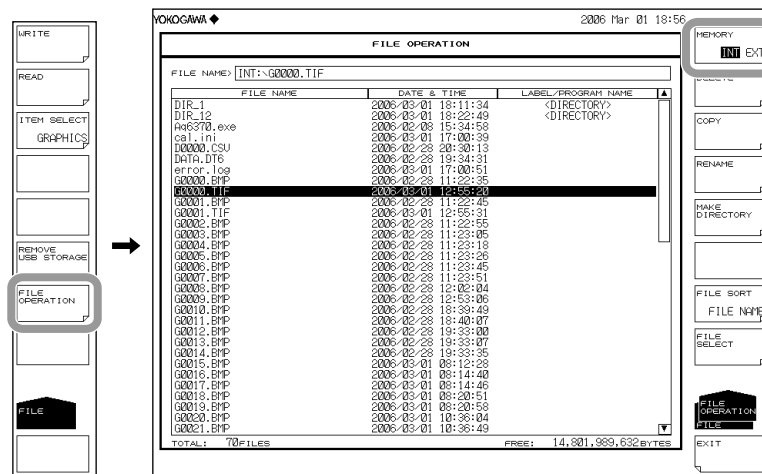 WRITE
READ
ITEM SELECT
GRAPHICS
REMOVE
USB STORAGE
FILE
OPERATION
FILE
YOKOGAWA ◆ 2006 Mar 01 18:56
FILE OPERATION
FILE NAME> INT:\G0000.TIF
FILE NAME DATE & TIME LABEL/PROGRAM NAME
DIR_1 2006/03/01 18:11:34 <DIRECTORY>
DIR_12 2006/03/01 18:22:49 <DIRECTORY>
Aq6370.exe 2006/02/08 15:34:58
cal.ini 2006/03/01 17:00:39
D0000.CSV 2006/02/28 20:30:13
DATA.DT6 2006/02/28 19:34:31
error.log 2006/03/01 17:00:51
G0000.BMP 2006/02/28 11:22:35
G0000.TIF 2006/03/01 12:55:20
G0001.BMP 2006/02/28 11:22:45
G0001.TIF 2006/03/01 12:55:31
G0002.BMP 2006/02/28 11:22:55
G0003.BMP 2006/02/28 11:23:05
G0004.BMP 2006/02/28 11:23:18
G0005.BMP 2006/02/28 11:23:26
G0006.BMP 2006/02/28 11:23:45
G0007.BMP 2006/02/28 11:23:51
G0008.BMP 2006/02/28 12:02:04
G0009.BMP 2006/02/28 12:53:06
G0010.BMP 2006/02/28 18:39:49
G0011.BMP 2006/02/28 18:40:07
G0012.BMP 2006/02/28 19:33:00
G0013.BMP 2006/02/28 19:33:07
G0014.BMP 2006/02/28 19:33:35
G0015.BMP 2006/03/01 08:12:28
G0016.BMP 2006/03/01 08:14:40
G0017.BMP 2006/03/01 08:14:46
G0018.BMP 2006/03/01 08:20:51
G0019.BMP 2006/03/01 08:20:58
G0020.BMP 2006/03/01 10:36:04
G0021.BMP 2006/03/01 10:36:49
TOTAL: 70FILES FREE: 14,801,989,632BYTES
MEMORY
INT EXT
DELETE
COPY
RENAME
MAKE
DIRECTORY
FILE SORT
FILE NAME
FILE
SELECT
FILE
OPERATION
FILE
EXIT